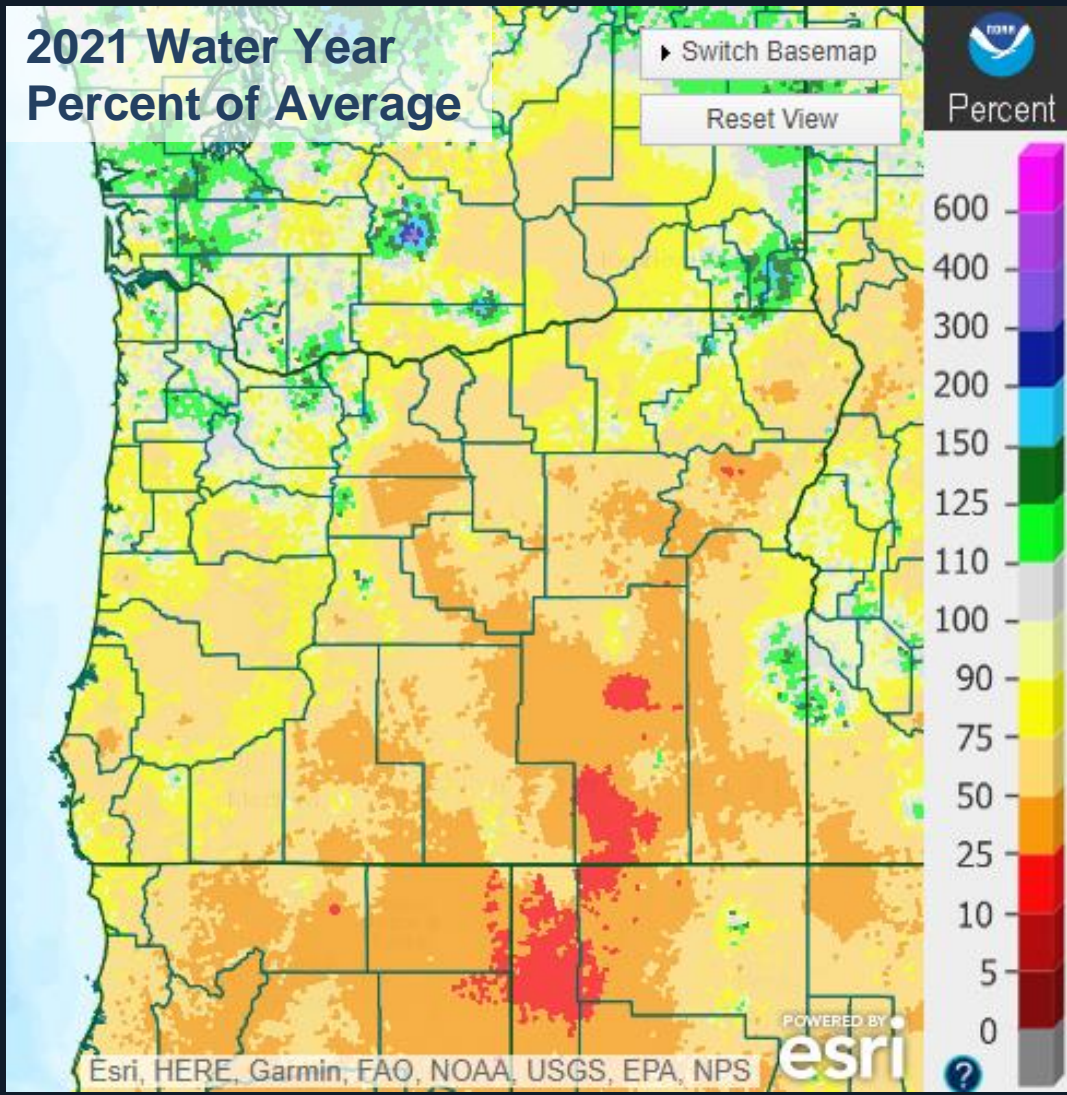 2021 Water Year
Percent of Average
Switch Basemap
Reset View
NOAA
Percent
600
400
300
200
150
125
110
100
90
75
50
25
10
5
0
POWERED BY
esri
Esri, HERE, Garmin, FAO, NOAA, USGS, EPA, NPS
?